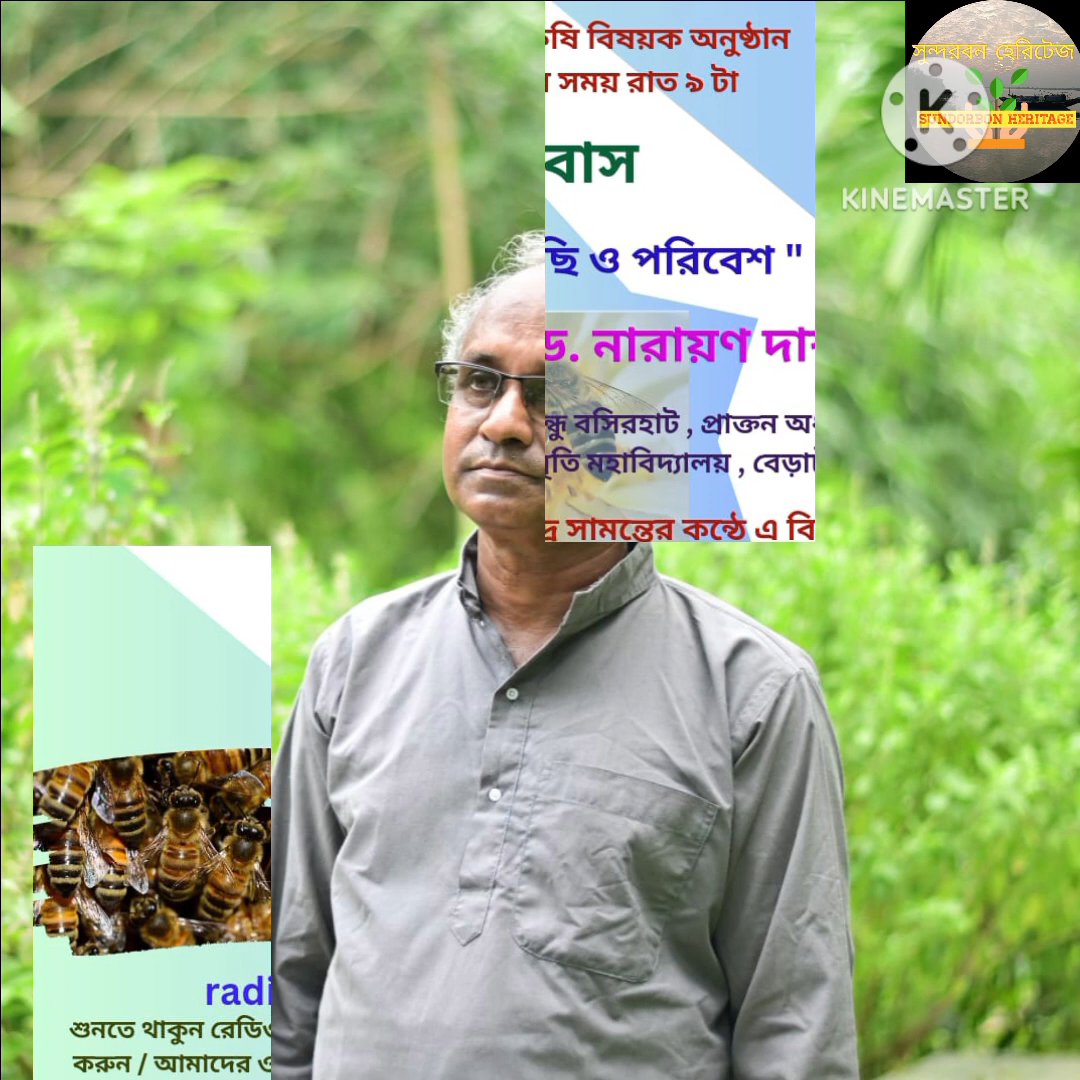 বিষয়ক অনুষ্ঠান
সময় রাত ৯ টা
সুন্দরবন হেরিটেজ
SUNDORBON HERITAGE
KINEMASTER
বাস
ছি ও পরিবেশ "
ড. নারায়ণ
বসিরহাট , প্রাক্তন
মহাবিদ্যালয় ,
সামন্তের কন্ঠে এ বি
radi
শুনতে থাকুন
করুন / আমাদের